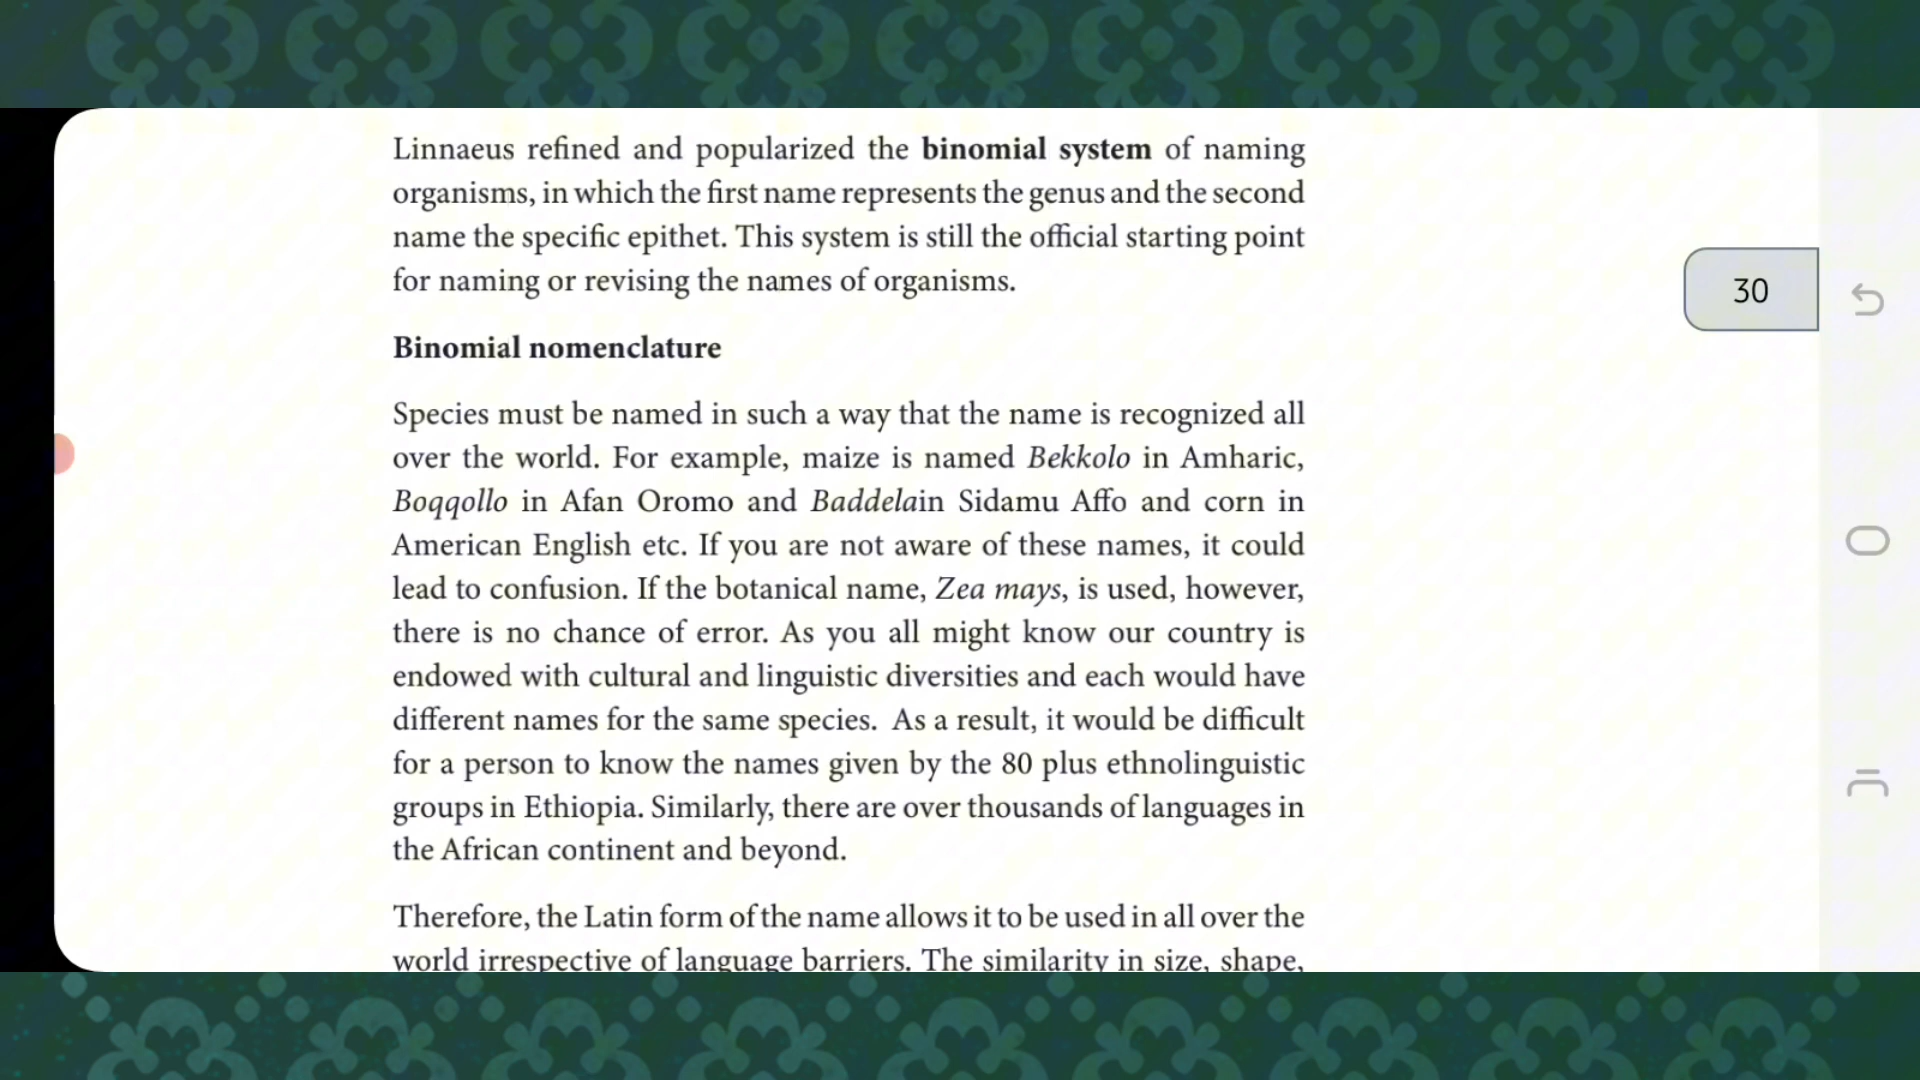 Linnaeus refined and popularized the binomial system of naming
organisms, in which the first name represents the genus and the second
name the specific epithet. This system is still the official starting point
for naming or revising the names of organisms.
30
Binomial nomenclature
Species must be named in such a way that the name is recognized all
over the world. For example, maize is named Bekkolo in Amharic,
Boqqollo in Afan Oromo and Baddelain Sidamu Affo and corn in
American English etc. If you are not aware of these names, it could
lead to confusion. If the botanical name, Zea mays, is used, however,
there is no chance of error. As you all might know our country is
endowed with cultural and linguistic diversities and each would have
different names for the same species. As a result, it would be difficult
for a person to know the names given by the 80 plus ethnolinguistic
groups in Ethiopia. Similarly, there are over thousands of languages in
the African continent and beyond.
Therefore, the Latin form of the name allows it to be used in all over the
world irrespective of language barriers. The similarity in size, shape,